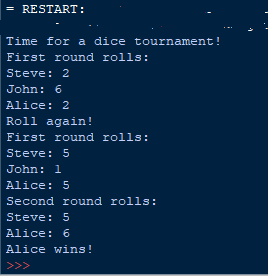 = RESTART:
Time for a dice tournament!
First round rolls:
Steve: 2
John: 6
Alice: 2
Roll again!
First round rolls:
Steve: 5
John: 1
Alice: 5
Second round rolls:
Steve: 5
Alice: 6
Alice wins!
>>>